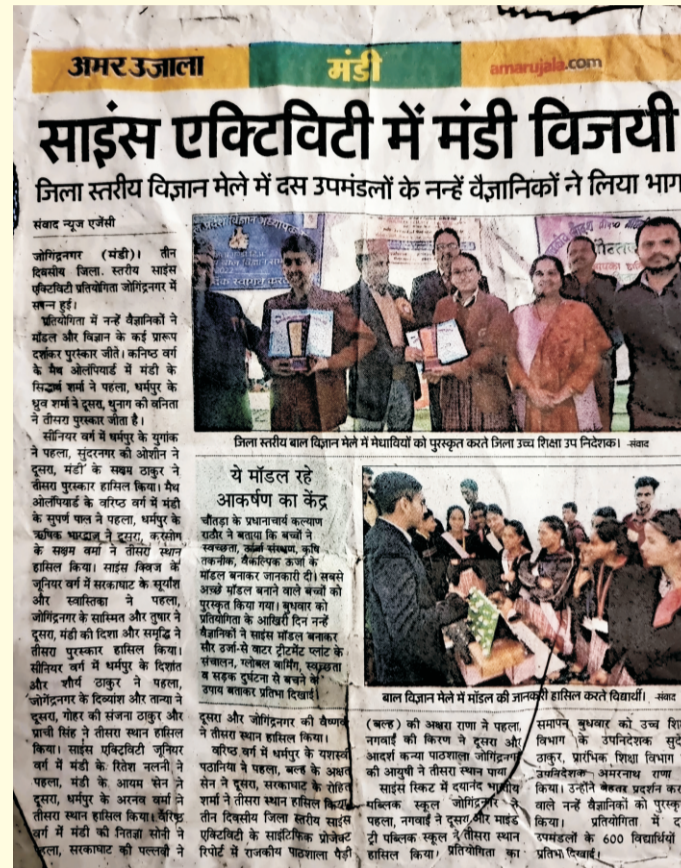 अमर उजाला
मंडी
amarujala.com
साइंस एक्टिविटी में मंडी विजयी
जिला स्तरीय विज्ञान मेले में दस उपमंडलों के नन्हें वैज्ञानिकों ने लिया भाग
संवाद न्यूज एजेंसी
जोगिंद्रनगर (मंडी)। तीन
दिवसीय जिला स्तरीय साइंस
एक्टिविटी प्रतियोगिता जोगिंद्रनगर में
संपन्न हुई।
प्रतियोगिता में नन्हें वैज्ञानिकों ने
मॉडल और विज्ञान के कई प्रारूप
दर्शाकर पुरस्कार जीते। कनिष्ठ वर्ग
के मैथ ओलंपियार्ड में मंडी के
सिद्धार्थ शर्मा ने पहला, धर्मपुर के
ध्रुव शर्मा ने दूसरा, थुनाग की वनिता
ने तीसरा पुरस्कार जीता है।
सीनियर वर्ग में धर्मपुर के युगांक
ने पहला, सुंदरनगर की ओशीन ने
दूसरा, मंडी के सक्षम ठाकुर ने
तीसरा पुरस्कार हासिल किया। मैथ
ओलंपियार्ड के वरिष्ठ वर्ग में मंडी
के सुपर्ण पाल ने पहला, धर्मपुर के
ऋषिक भारद्वाज ने दूसरा, करसोग
के सक्षम वर्मा ने तीसरा स्थान
हासिल किया। साइंस क्विज के
जूनियर वर्ग में सरकाघाट के सूर्यांश
और स्वास्तिका ने पहला,
जोगिंद्रनगर के सास्मित और तुषार ने
दूसरा, मंडी की दिशा और समृद्धि ने
तीसरा पुरस्कार हासिल किया।
सीनियर वर्ग में धर्मपुर के दिशांत
और शौर्य ठाकुर ने पहला,
जोगेंद्रनगर के दिव्यांश और तान्या ने
दूसरा, गोहर की संजना ठाकुर और
प्राची सिंह ने तीसरा स्थान हासिल
किया। साइंस एक्टिविटी जूनियर
वर्ग में मंडी के रितेश नलनी ने
पहला, मंडी के आयम सेन ने
दूसरा, धर्मपुर के अरनव वर्मा ने
तीसरा स्थान हासिल किया। वरिष्ठ
वर्ग में मंडी की नितज्ञा सोनी ने
पहला, सरकाघाट की पल्लवी ने
जिला स्तरीय बाल विज्ञान मेले में मेधावियों को पुरस्कृत करते जिला उच्च शिक्षा उप निदेशक। -संवाद
ये मॉडल रहे
आकर्षण का केंद्र
चौंतड़ा के प्रधानाचार्य कल्याण
राठौर ने बताया कि बच्चों ने
स्वच्छता, ऊर्जा संरक्षण, कृषि
तकनीक, वैकल्पिक ऊर्जा के
मॉडल बनाकर जानकारी दी। सबसे
अच्छे मॉडल बनाने वाले बच्चों को
पुरस्कृत किया गया। बुधवार को
प्रतियोगिता के आखिरी दिन नन्हें
वैज्ञानिकों ने साइंस मॉडल बनाकर
सौर ऊर्जा से वाटर ट्रीटमेंट प्लांट के
संचालन, ग्लोबल वार्मिंग, स्वच्छता
व सड़क दुर्घटना से बचने के
उपाय बताकर प्रतिभा दिखाई।
बाल विज्ञान मेले में मॉडल की जानकारी हासिल करते विद्यार्थी। -संवाद
दूसरा और जोगिंद्रनगर की वैष्णवी
ने तीसरा स्थान हासिल किया।
वरिष्ठ वर्ग में धर्मपुर के यशस्वी
पठानिया ने पहला, बल्ह के अक्षत
सेन ने दूसरा, सरकाघाट के रोहित
शर्मा ने तीसरा स्थान हासिल किया।
तीन दिवसीय जिला स्तरीय साइंस
एक्टिविटी के साइंटिफिक प्रोजेक्ट
रिपोर्ट में राजकीय पाठशाला पैड़ी
(बल्ह) की अक्षरा राणा ने पहला,
नगवाईं की किरण ने दूसरा और
आदर्श कन्या पाठशाला जोगिंद्रनगर
की आयुषी ने तीसरा स्थान पाया।
साइंस स्किट में दयानंद भारतीय
पब्लिक स्कूल जोगिंद्रनगर ने
पहला, नगवाईं ने दूसरा और माइंड
ट्री पब्लिक स्कूल ने तीसरा स्थान
हासिल किया। प्रतियोगिता का
समापन बुधवार को उच्च
विभाग के उपनिदेशक
ठाकुर, प्रारंभिक शिक्षा विभाग
उपनिदेशक अमरनाथ राणा
किया। उन्होंने बेहतर प्रदर्शन
वाले नन्हें वैज्ञानिकों को
किया। प्रतियोगिता में
उपमंडलों के 600 विद्यार्थियों
प्रतिभा दिखाई।